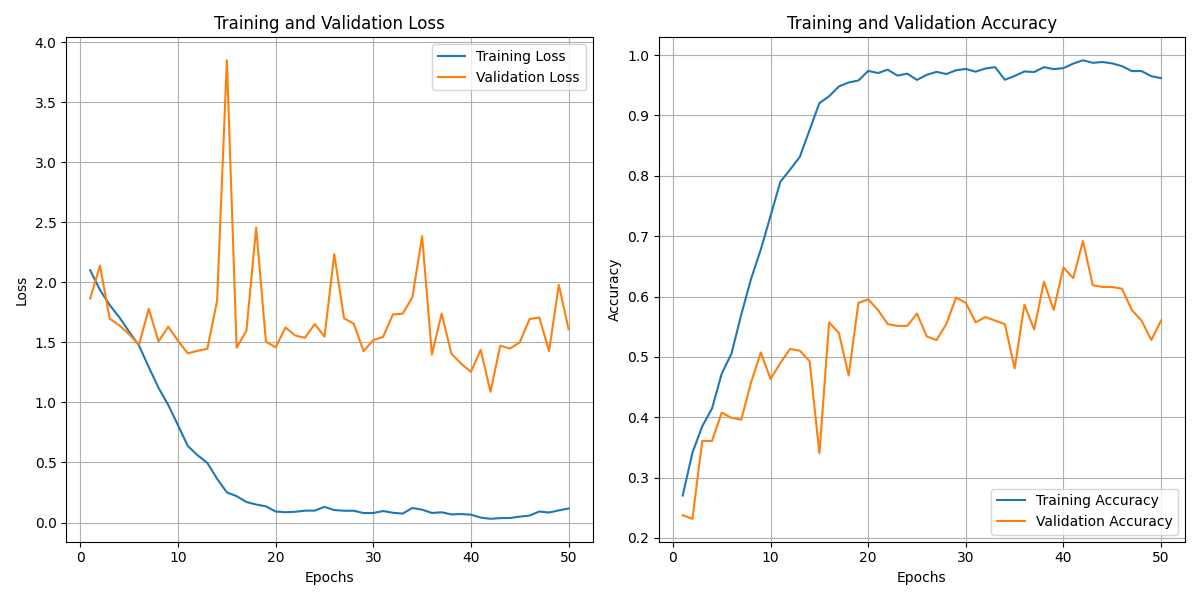 Training and Validation Loss
4.0
3.5
3.0
2.5
2.0
1.5
1.0
0.5
0.0
Loss
Training Loss
Validation Loss
0 10 20 30 40 50
Epochs
Training and Validation Accuracy
1.0
0.9
0.8
0.7
0.6
0.5
0.4
0.3
0.2
Accuracy
Training Accuracy
Validation Accuracy
0 10 20 30 40 50
Epochs